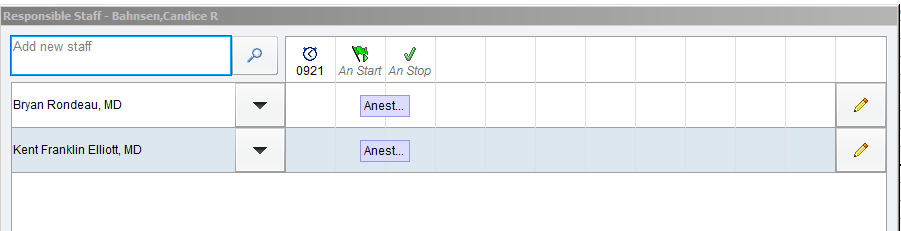 Responsible Staff - Bahnsen,Candice R
Add new staff
0921 An Start An Stop
Bryan Rondeau, MD Anest...
Kent Franklin Elliott, MD Anest...